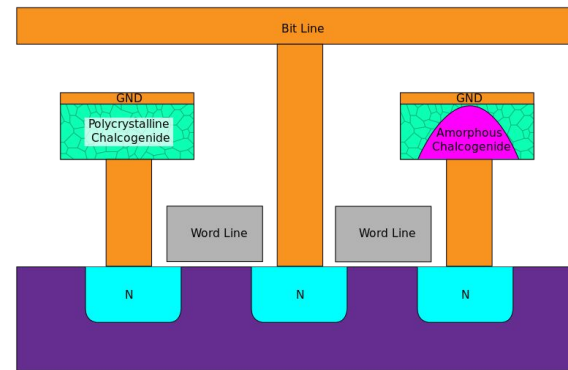 Bit Line
GND
GND
Polycrystalline
Chalcogenide
Amorphous
Chalcogenide
Word Line
Word Line
N
N
N